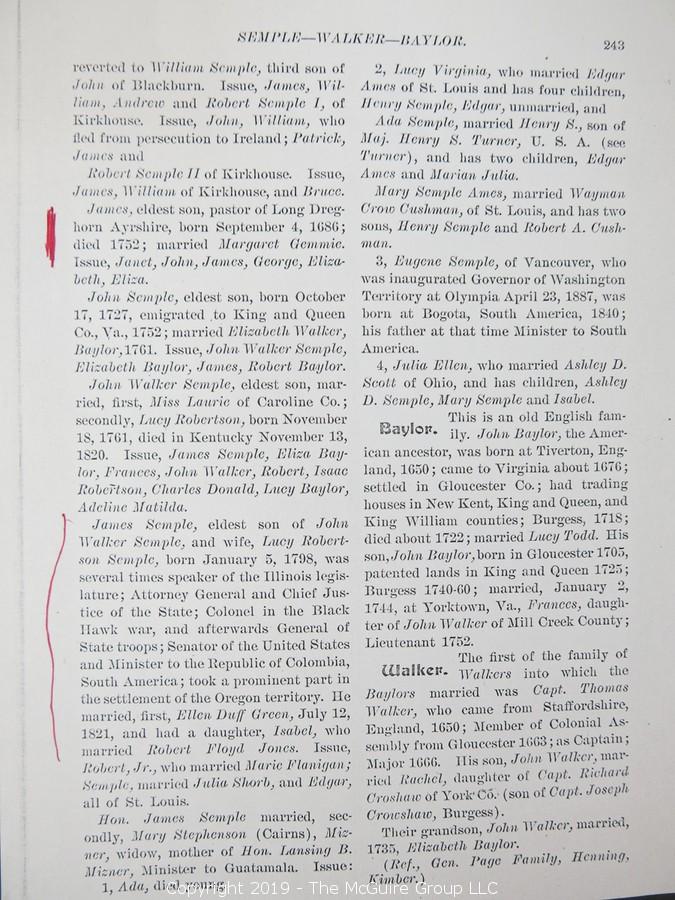 SEMPLE—WALKER—BAYLOR.
243
reverted to William Semple, third son of
John of Blackburn. Issue, James, Wil-
liam, Andrew and Robert Semple I, of
Kirkhouse. Issue, John, William, who
fled from persecution to Ireland; Patrick,
James and
Robert Semple II of Kirkhouse. Issue,
James, William of Kirkhouse, and Bruce.
James, eldest son, pastor of Long Dreg-
horn Ayrshire, born September 4, 1686;
died 1752; married Margaret Gemmie.
Issue, Janet, John, James, George, Eliza-
beth, Eliza.
John Semple, eldest son, born October
17, 1727, emigrated to King and Queen
Co., Va., 1752; married Elizabeth Walker,
Baylor, 1761. Issue, John Walker Semple,
Elizabeth Baylor, James, Robert Baylor.
John Walker Semple, eldest son, mar-
ried, first, Miss Laurie of Caroline Co.;
secondly, Lucy Robertson, born November
18, 1761, died in Kentucky November 13,
1820. Issue, James Semple, Eliza Bay-
lor, Frances, John Walker, Robert, Isaac
Robertson, Charles Donald, Lucy Baylor,
Adeline Matilda.
James Semple, eldest son of John
Walker Semple, and wife, Lucy Robert-
son Semple, born January 5, 1798, was
several times speaker of the Illinois legis-
lature; Attorney General and Chief Jus-
tice of the State; Colonel in the Black
Hawk war, and afterwards General of
State troops; Senator of the United States
and Minister to the Republic of Colombia,
South America; took a prominent part in
the settlement of the Oregon territory. He
married, first, Ellen Duff Green, July 12,
1821, and had a daughter, Isabel, who
married Robert Floyd Jones. Issue,
Robert, Jr., who married Marie Flanigan;
Semple, married Julia Shorb, and Edgar,
all of St. Louis.
Hon. James Semple married, sec-
ondly, Mary Stephenson (Cairns), Miz-
ner, widow, mother of Hon. Lansing B.
Mizner, Minister to Guatamala. Issue:
1, Ada, died young.
2, Lucy Virginia, who married Edgar
Ames of St. Louis and has four children,
Henry Semple, Edgar, unmarried, and
Ada Semple, married Henry S., son of
Maj. Henry S. Turner, U. S. A. (see
Turner), and has two children, Edgar
Ames and Marian Julia.
Mary Semple Ames, married Wayman
Crow Cushman, of St. Louis, and has two
sons, Henry Semple and Robert A. Cush-
man.
3, Eugene Semple, of Vancouver, who
was inaugurated Governor of Washington
Territory at Olympia April 23, 1887, was
born at Bogota, South America, 1840;
his father at that time Minister to South
America.
4, Julia Ellen, who married Ashley D.
Scott of Ohio, and has children, Ashley
D. Semple, Mary Semple and Isabel.
Baylor. This is an old English fam-
ily. John Baylor, the Amer-
ican ancestor, was born at Tiverton, Eng-
land, 1650; came to Virginia about 1676;
settled in Gloucester Co.; had trading
houses in New Kent, King and Queen, and
King William counties; Burgess, 1718;
died about 1722; married Lucy Todd. His
son, John Baylor, born in Gloucester 1705,
patented lands in King and Queen 1725;
Burgess 1740-60; married, January 2,
1744, at Yorktown, Va., Frances, daugh-
ter of John Walker of Mill Creek County;
Lieutenant 1752.
Walker. The first of the family of
Walkers into which the
Baylors married was Capt. Thomas
Walker, who came from Staffordshire,
England, 1650; Member of Colonial As-
sembly from Gloucester 1663; as Captain;
Major 1666. His son, John Walker, mar-
ried Rachel, daughter of Capt. Richard
Croshaw of York Co. (son of Capt. Joseph
Crowshaw, Burgess).
Their grandson, John Walker, married,
1735, Elizabeth Baylor.
(Ref., Gen. Page Family, Henning,
Kimber.)
Copyright 2019 - The McGuire Group LLC